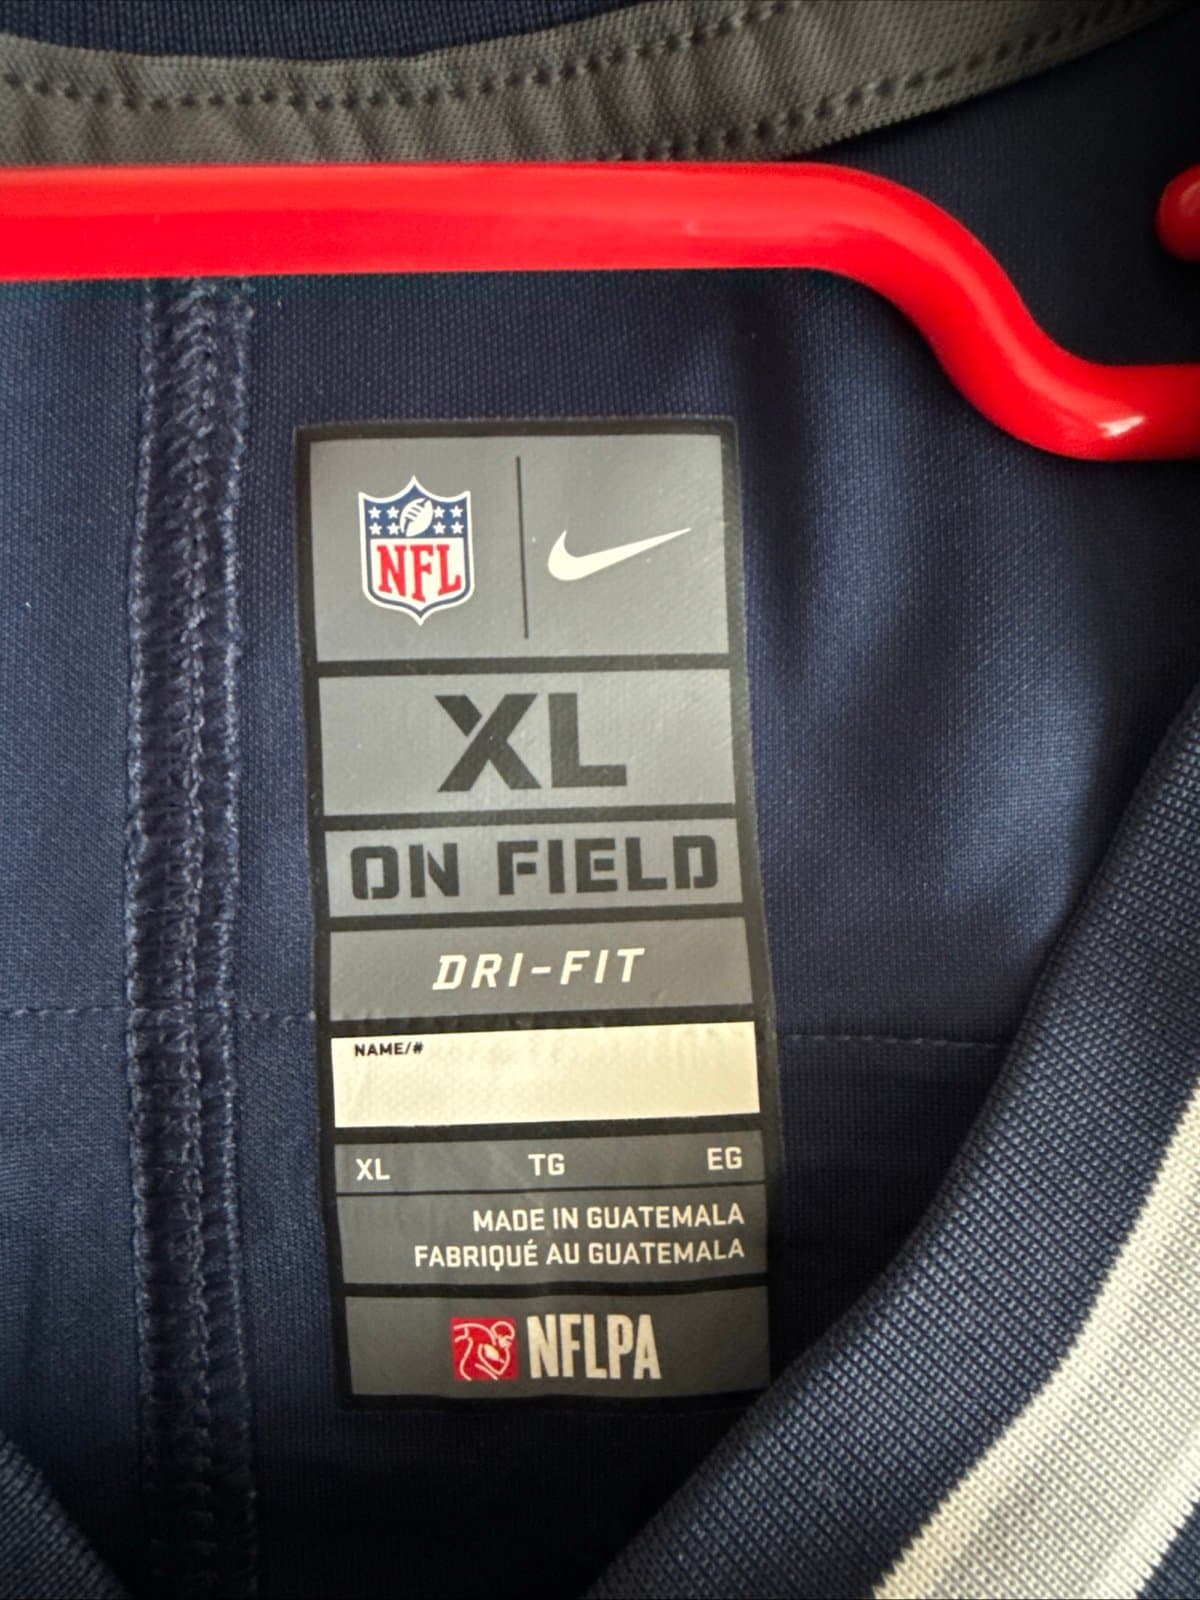 NFL
XL
ON FIELD
DRI-FIT
NAME/#
XL TG EG
MADE IN GUATEMALA
FABRIQUÉ AU GUATEMALA
NFLPA